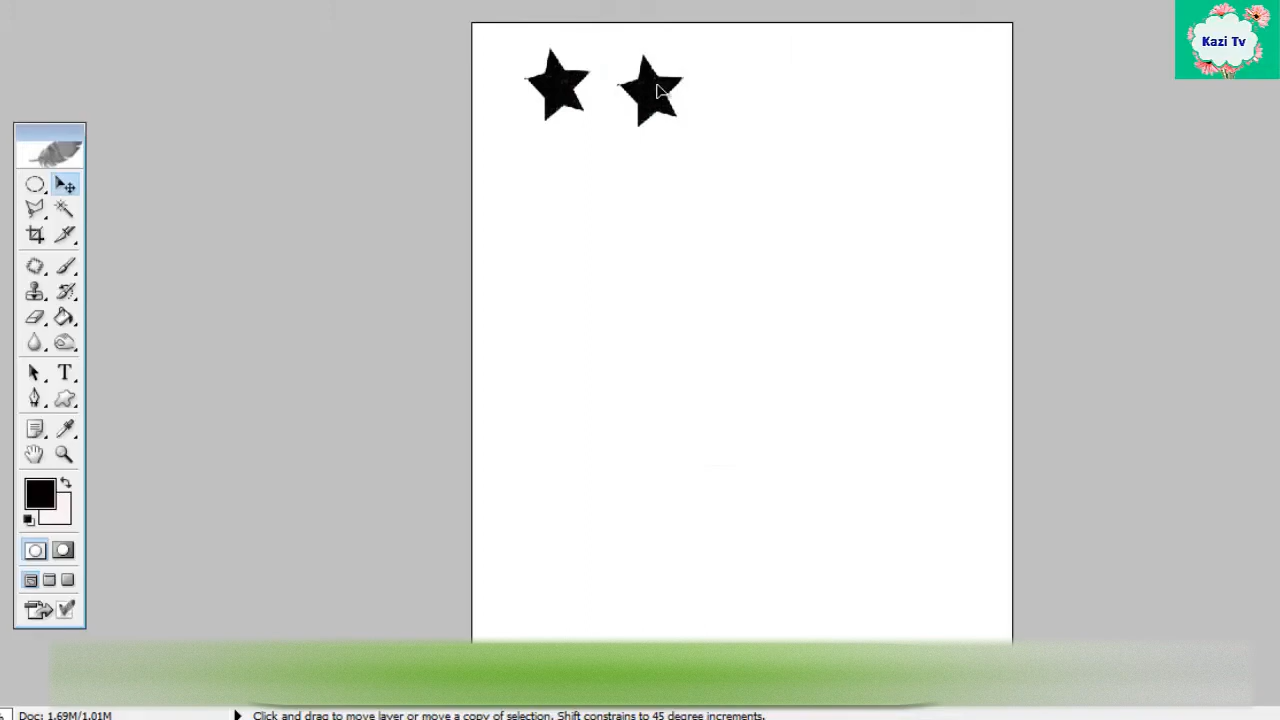 Kazi Tv
T
Doc: 1.69M/1.01M
Click and drag to move layer or move a copy of selection. Shift constrains to 45 degree increments.